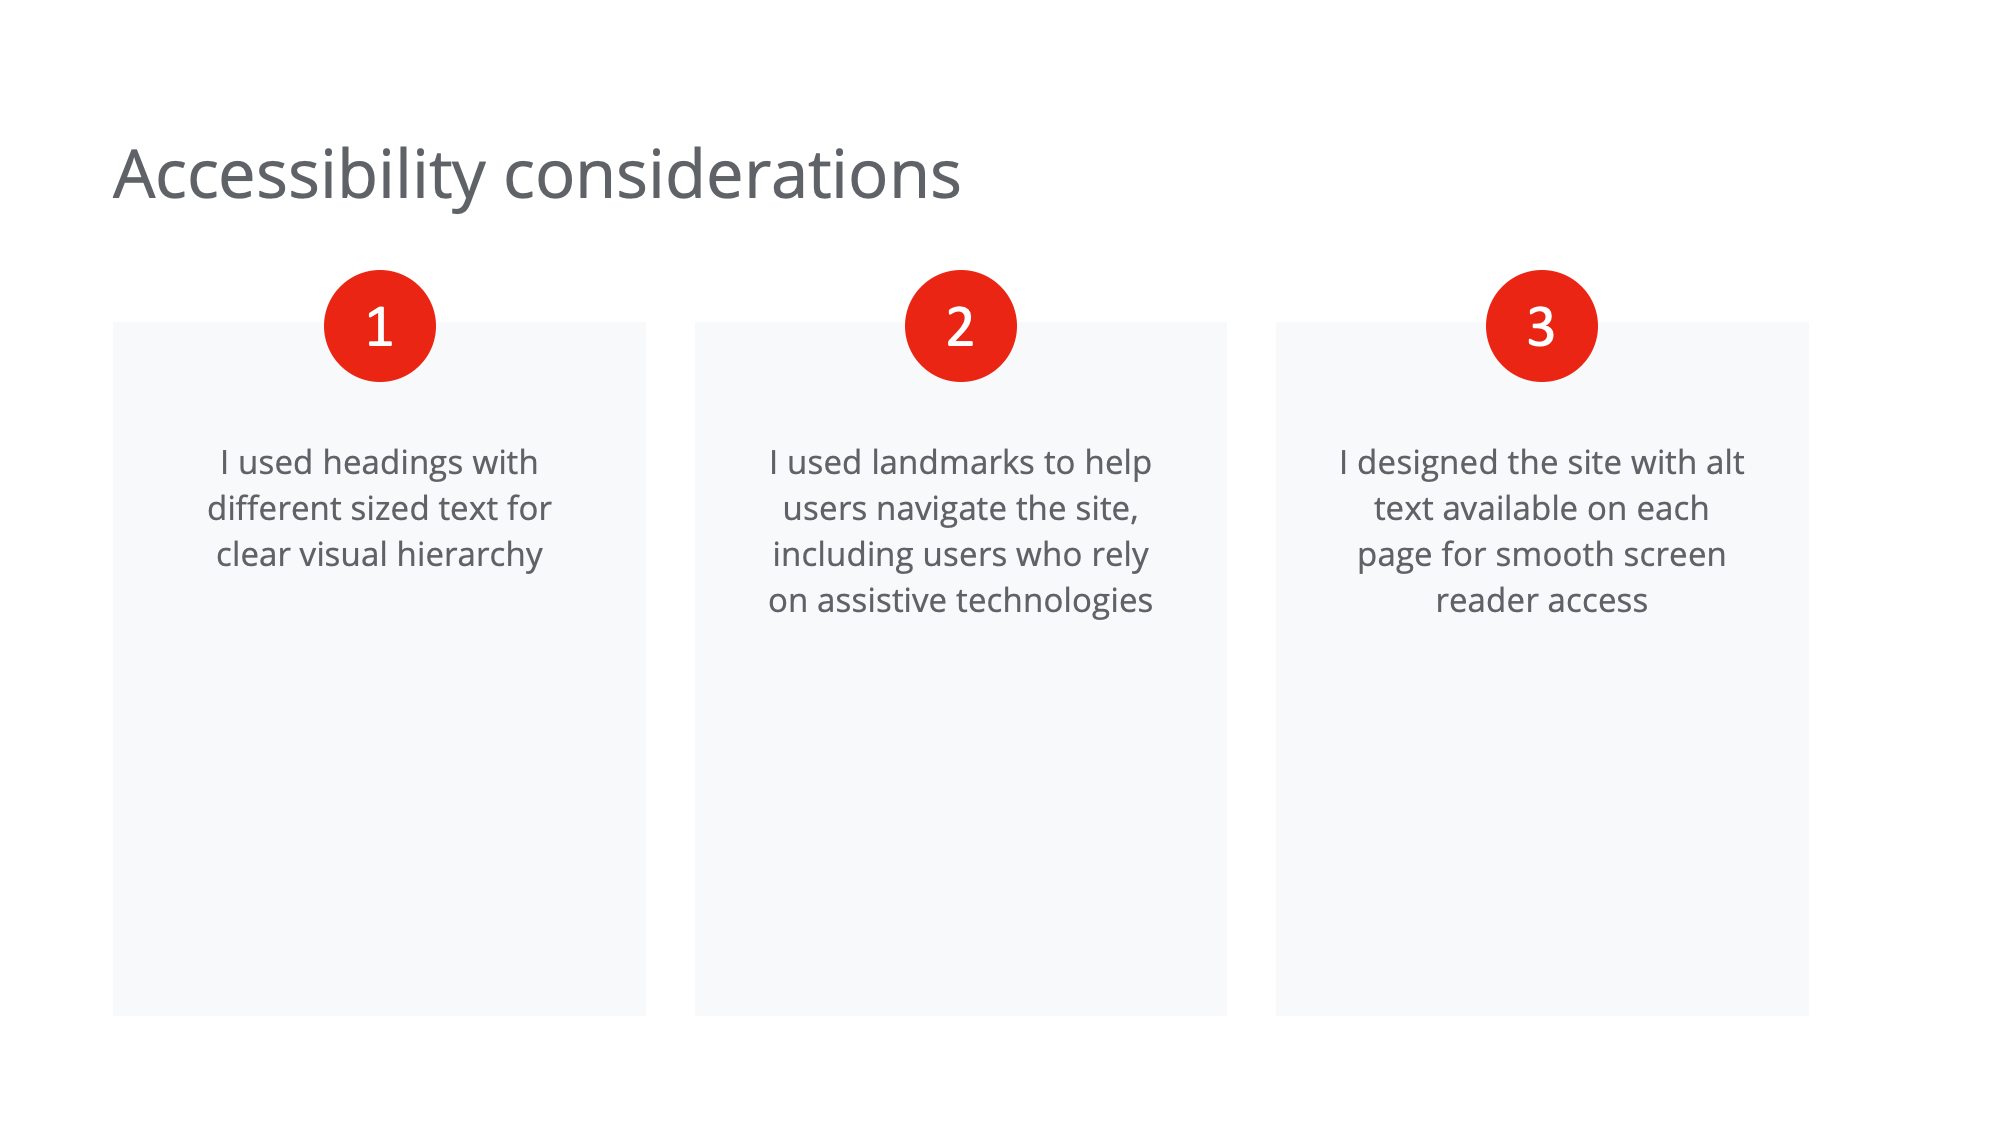 Accessibility considerations
1
I used headings with
different sized text for
clear visual hierarchy
2
I used landmarks to help
users navigate the site,
including users who rely
on assistive technologies
3
I designed the site with alt
text available on each
page for smooth screen
reader access